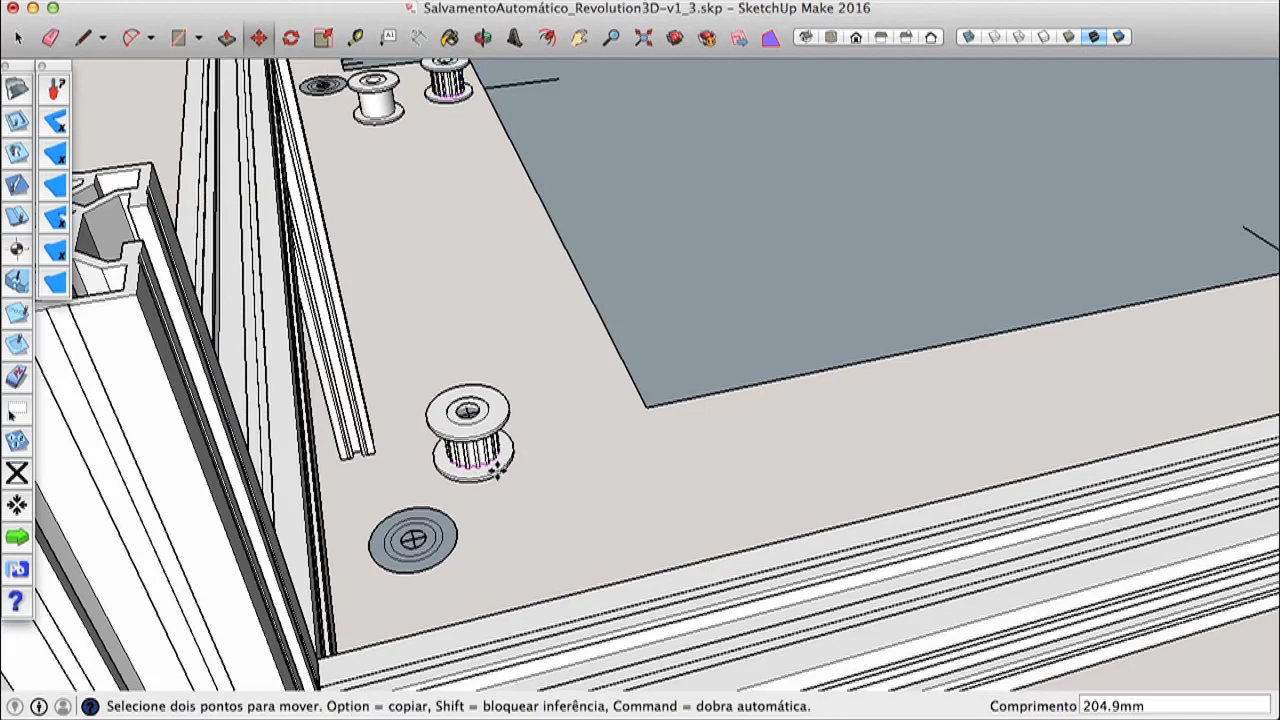 SalvamentoAutomático_Revolution3D-v1_3.skp - SketchUp Make 2016
Selecione dois pontos para mover. Option = copiar, Shift = bloquear inferência, Command = dobra automática.
Comprimento 204.9mm